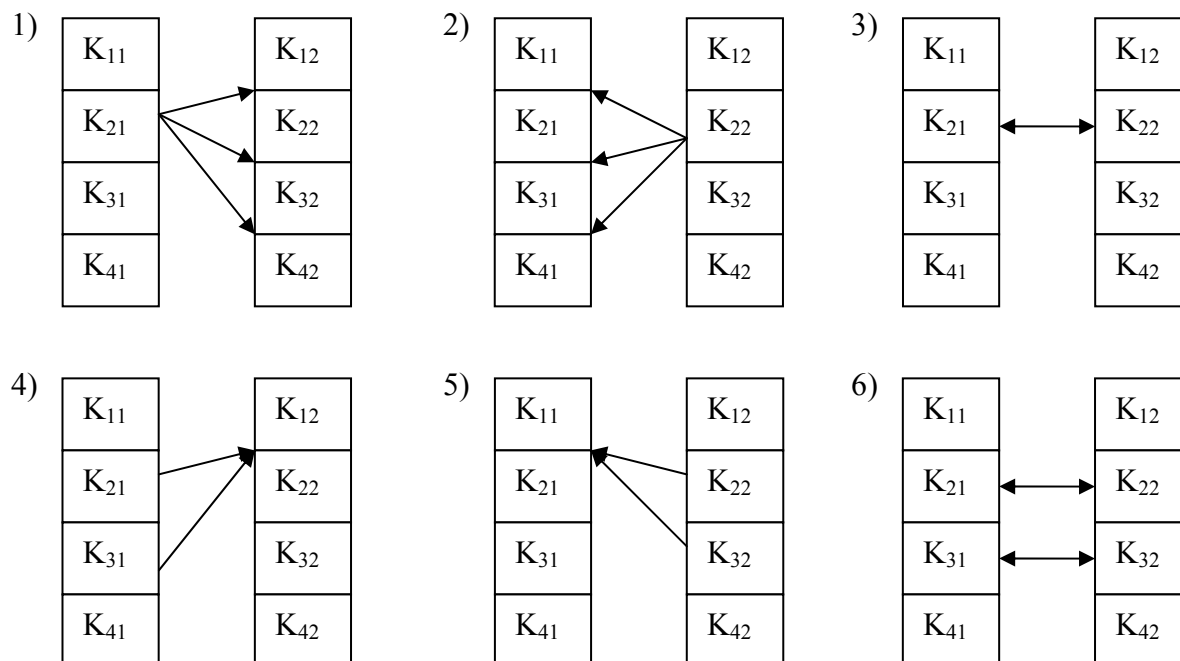 1) K₁₁ K₁₂ 2) K₁₁ K₁₂ 3) K₁₁ K₁₂
K₂₁ K₂₂ K₂₁ K₂₂ K₂₁ K₂₂
K₃₁ K₃₂ K₃₁ K₃₂ K₃₁ K₃₂
K₄₁ K₄₂ K₄₁ K₄₂ K₄₁ K₄₂
4) K₁₁ K₁₂ 5) K₁₁ K₁₂ 6) K₁₁ K₁₂
K₂₁ K₂₂ K₂₁ K₂₂ K₂₁ K₂₂
K₃₁ K₃₂ K₃₁ K₃₂ K₃₁ K₃₂
K₄₁ K₄₂ K₄₁ K₄₂ K₄₁ K₄₂